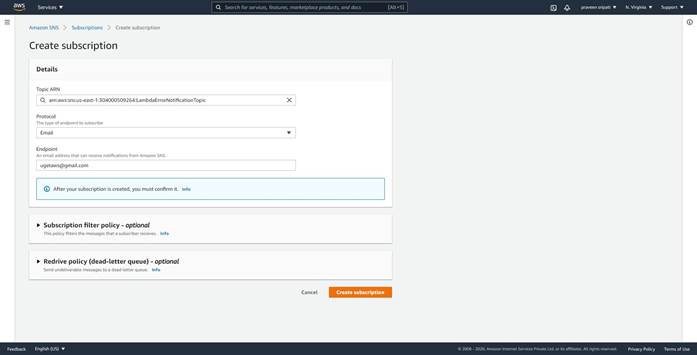 aws
Services
Search for services, features, marketplace products, and docs [Alt+S]
praveen sripati N. Virginia Support
Amazon SNS Subscriptions Create subscription
Create subscription
Details
Topic ARN
arn:aws:sns:us-east-1:304000509264:LambdaErrorNotificationTopic
Protocol
The type of endpoint to subscribe
Email
Endpoint
An email address that can receive notifications from Amazon SNS.
ugetaws@gmail.com
After your subscription is created, you must confirm it. Info
Subscription filter policy - optional
This policy filters the messages that a subscriber receives. Info
Redrive policy (dead-letter queue) - optional
Send undeliverable messages to a dead-letter queue. Info
Cancel Create subscription
Feedback English (US) © 2008 - 2020, Amazon Internet Services Private Ltd. or its affiliates. All rights reserved. Privacy Policy Terms of Use